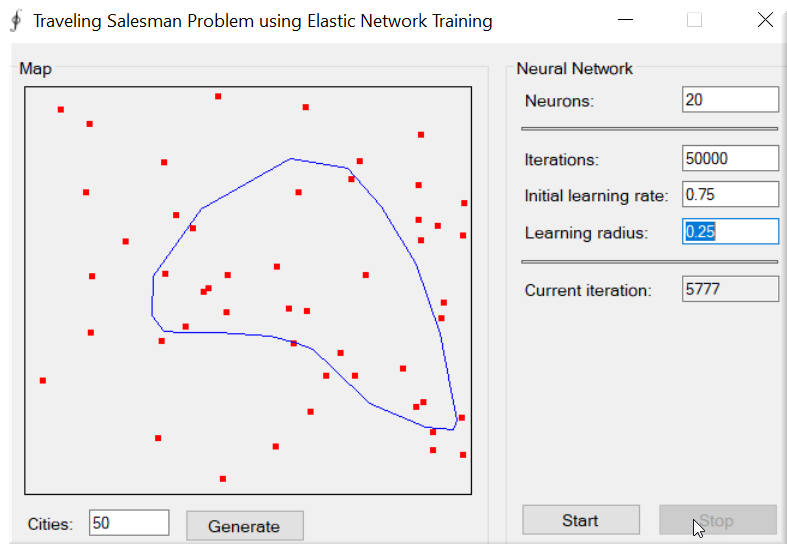 Traveling Salesman Problem using Elastic Network Training
Map
Neural Network
Neurons: 20
Iterations: 50000
Initial learning rate: 0.75
Learning radius: 0.25
Current iteration: 5777
Cities: 50 Generate
Start Stop